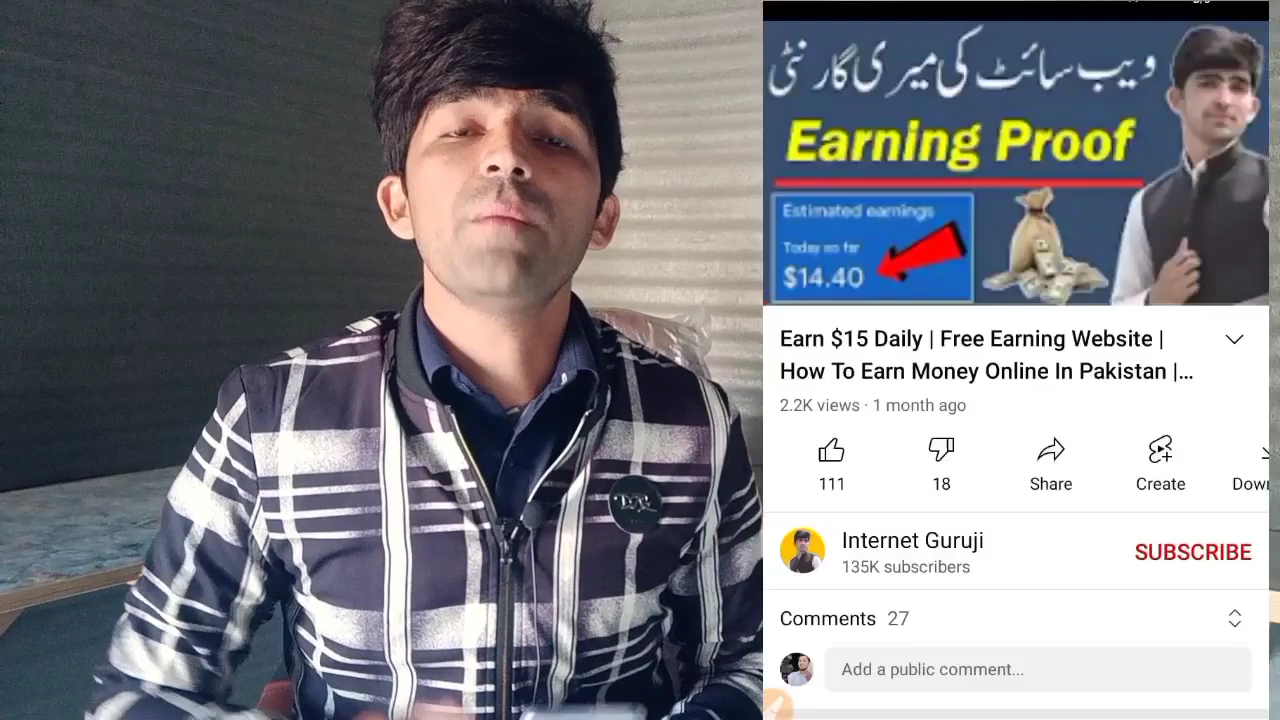 ویب سائٹ کی میری گارنٹی
Earning Proof
Estimated earnings
Today so far
$14.40
Earn $15 Daily | Free Earning Website |
How To Earn Money Online In Pakistan |...
2.2K views · 1 month ago
111
18
Share
Create
Down
Internet Guruji
135K subscribers
SUBSCRIBE
Comments 27
Add a public comment...